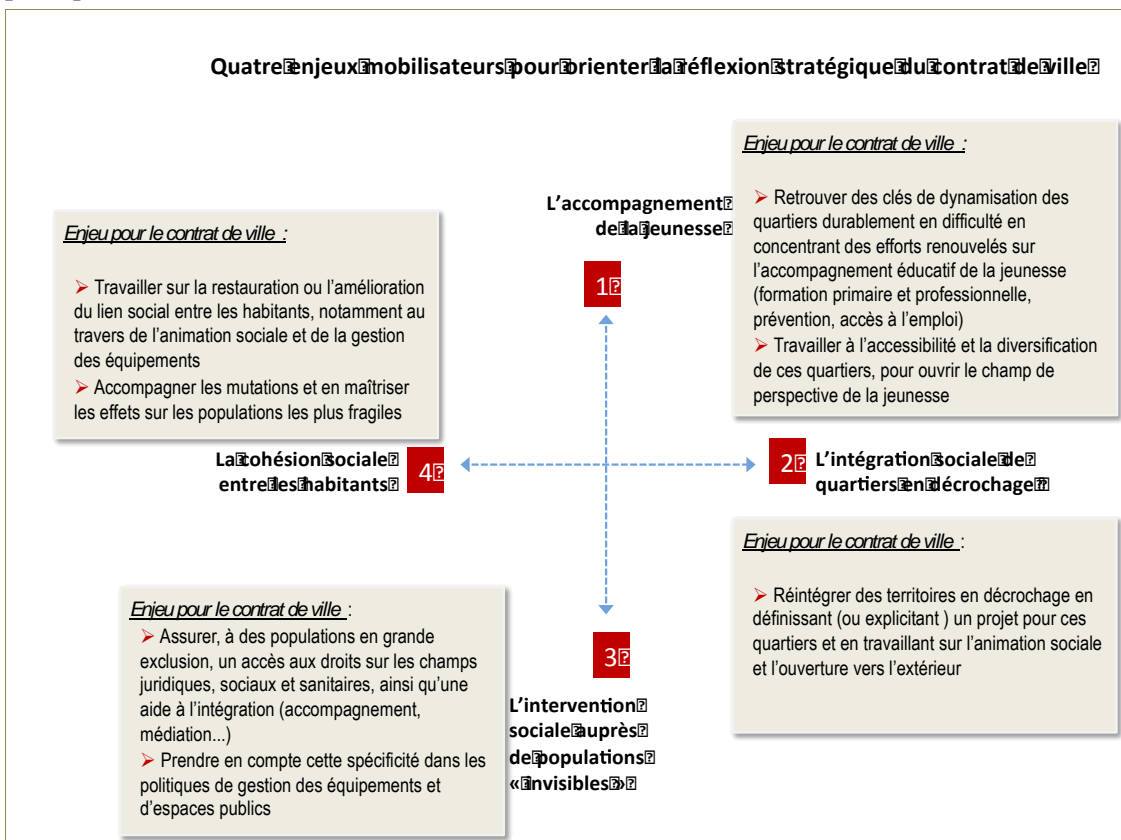 Quatre enjeux mobilisateurs pour orienter la réflexion stratégique du contrat de ville
Enjeu pour le contrat de ville :
➢ Retrouver des clés de dynamisation des
quartiers durablement en difficulté en
concentrant des efforts renouvelés sur
l'accompagnement éducatif de la jeunesse
(formation primaire et professionnelle,
prévention, accès à l'emploi)
➢ Travailler à l'accessibilité et la diversification
de ces quartiers, pour ouvrir le champ de
perspective de la jeunesse
L'accompagnement
de la jeunesse
1
Enjeu pour le contrat de ville :
➢ Travailler sur la restauration ou l'amélioration
du lien social entre les habitants, notamment au
travers de l'animation sociale et de la gestion
des équipements
➢ Accompagner les mutations et en maîtriser
les effets sur les populations les plus fragiles
La cohésion sociale
entre les habitants
4
2
L'intégration sociale de
quartiers en décrochage
Enjeu pour le contrat de ville :
➢ Réintégrer des territoires en décrochage en
définissant (ou explicitant ) un projet pour ces
quartiers et en travaillant sur l'animation sociale
et l'ouverture vers l'extérieur
Enjeu pour le contrat de ville :
➢ Assurer, à des populations en grande
exclusion, un accès aux droits sur les champs
juridiques, sociaux et sanitaires, ainsi qu'une
aide à l'intégration (accompagnement,
médiation...)
➢ Prendre en compte cette spécificité dans les
politiques de gestion des équipements et
d'espaces publics
3
L'intervention
sociale auprès
de populations
« invisibles »